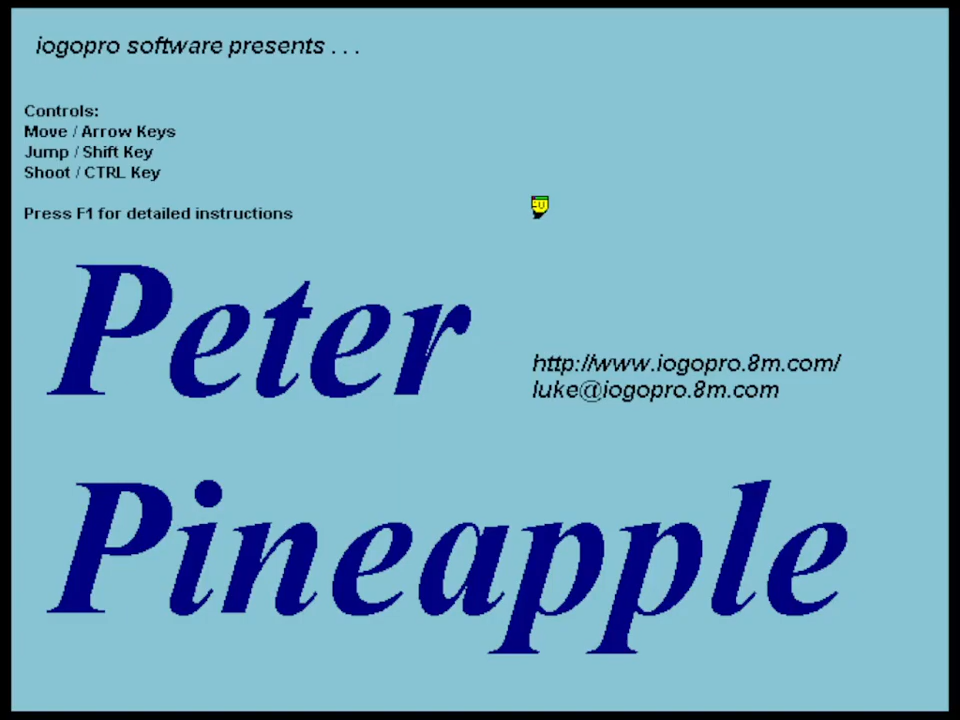 iogopro software presents . . .
Controls:
Move / Arrow Keys
Jump / Shift Key
Shoot / CTRL Key
Press F1 for detailed instructions
Peter
http://www.iogopro.8m.com/
luke@iogopro.8m.com
Pineapple